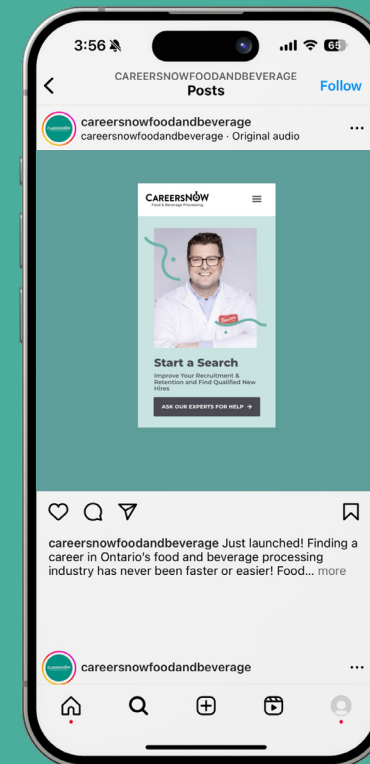 3:56
65
CAREERSNOWFOODANDBEVERAGE
Posts
Follow
careersnowfoodandbeverage
careersnowfoodandbeverage · Original audio
CAREERSNOW
Food & Beverage Processing
Start a Search
Improve Your Recruitment &
Retention and Find Qualified New
Hires
ASK OUR EXPERTS FOR HELP →
careersnowfoodandbeverage Just launched! Finding a
career in Ontario's food and beverage processing
industry has never been faster or easier! Food... more
careersnowfoodandbeverage